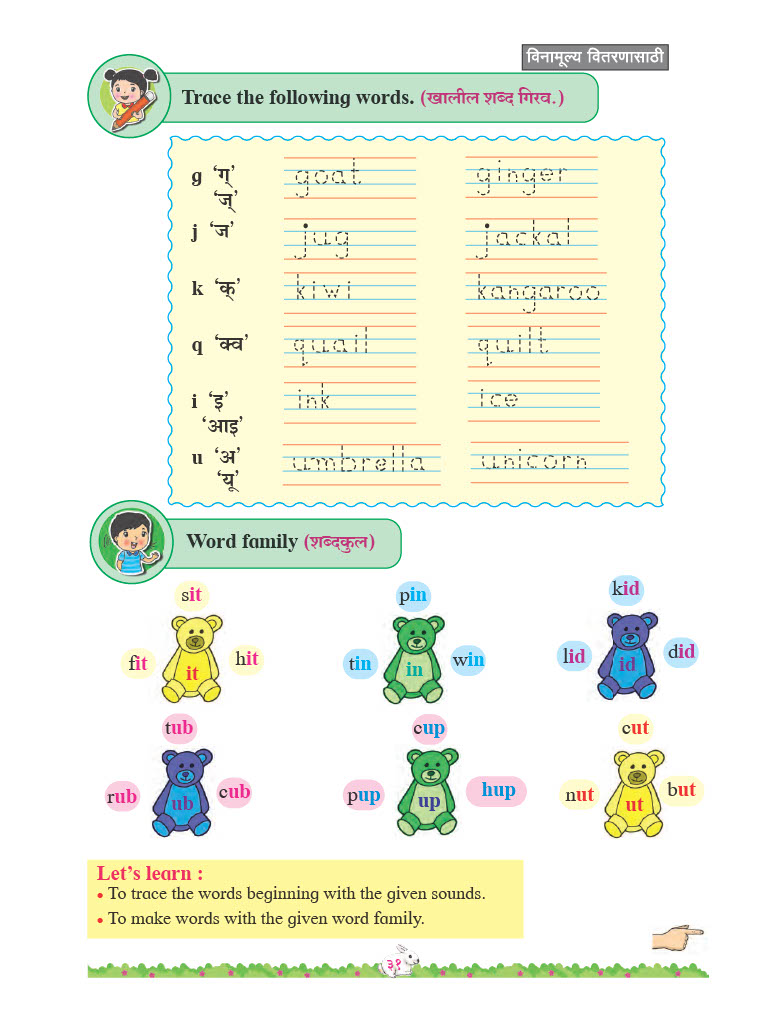 विनामूल्य वितरणासाठी
Trace the following words. (खालील शब्द गिरव.)
g ‘ग्’ goat ginger
‘ज्’
j ‘ज’ jug jackal
k ‘क्’ kiwi kangaroo
q ‘क्व’ quail quilt
i ‘इ’ ink ice
‘आइ’
u ‘अ’ umbrella unicorn
‘यू’
Word family (शब्दकुल)
sit pin kid
fit it hit tin in win lid id did
tub cup cut
rub ub cub pup up hup nut ut but
Let’s learn :
• To trace the words beginning with the given sounds.
• To make words with the given word family.
३१